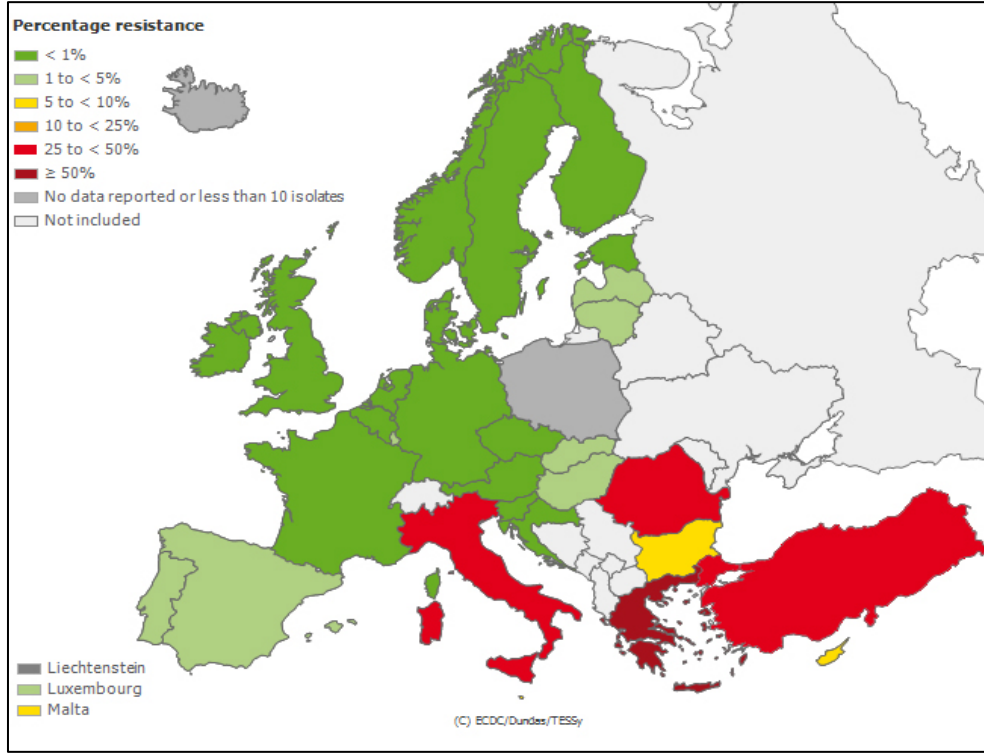 Percentage resistance
< 1%
1 to < 5%
5 to < 10%
10 to < 25%
25 to < 50%
≥ 50%
No data reported or less than 10 isolates
Not included
Liechtenstein
Luxembourg
Malta
(C) ECDC/Dundas/TESSy